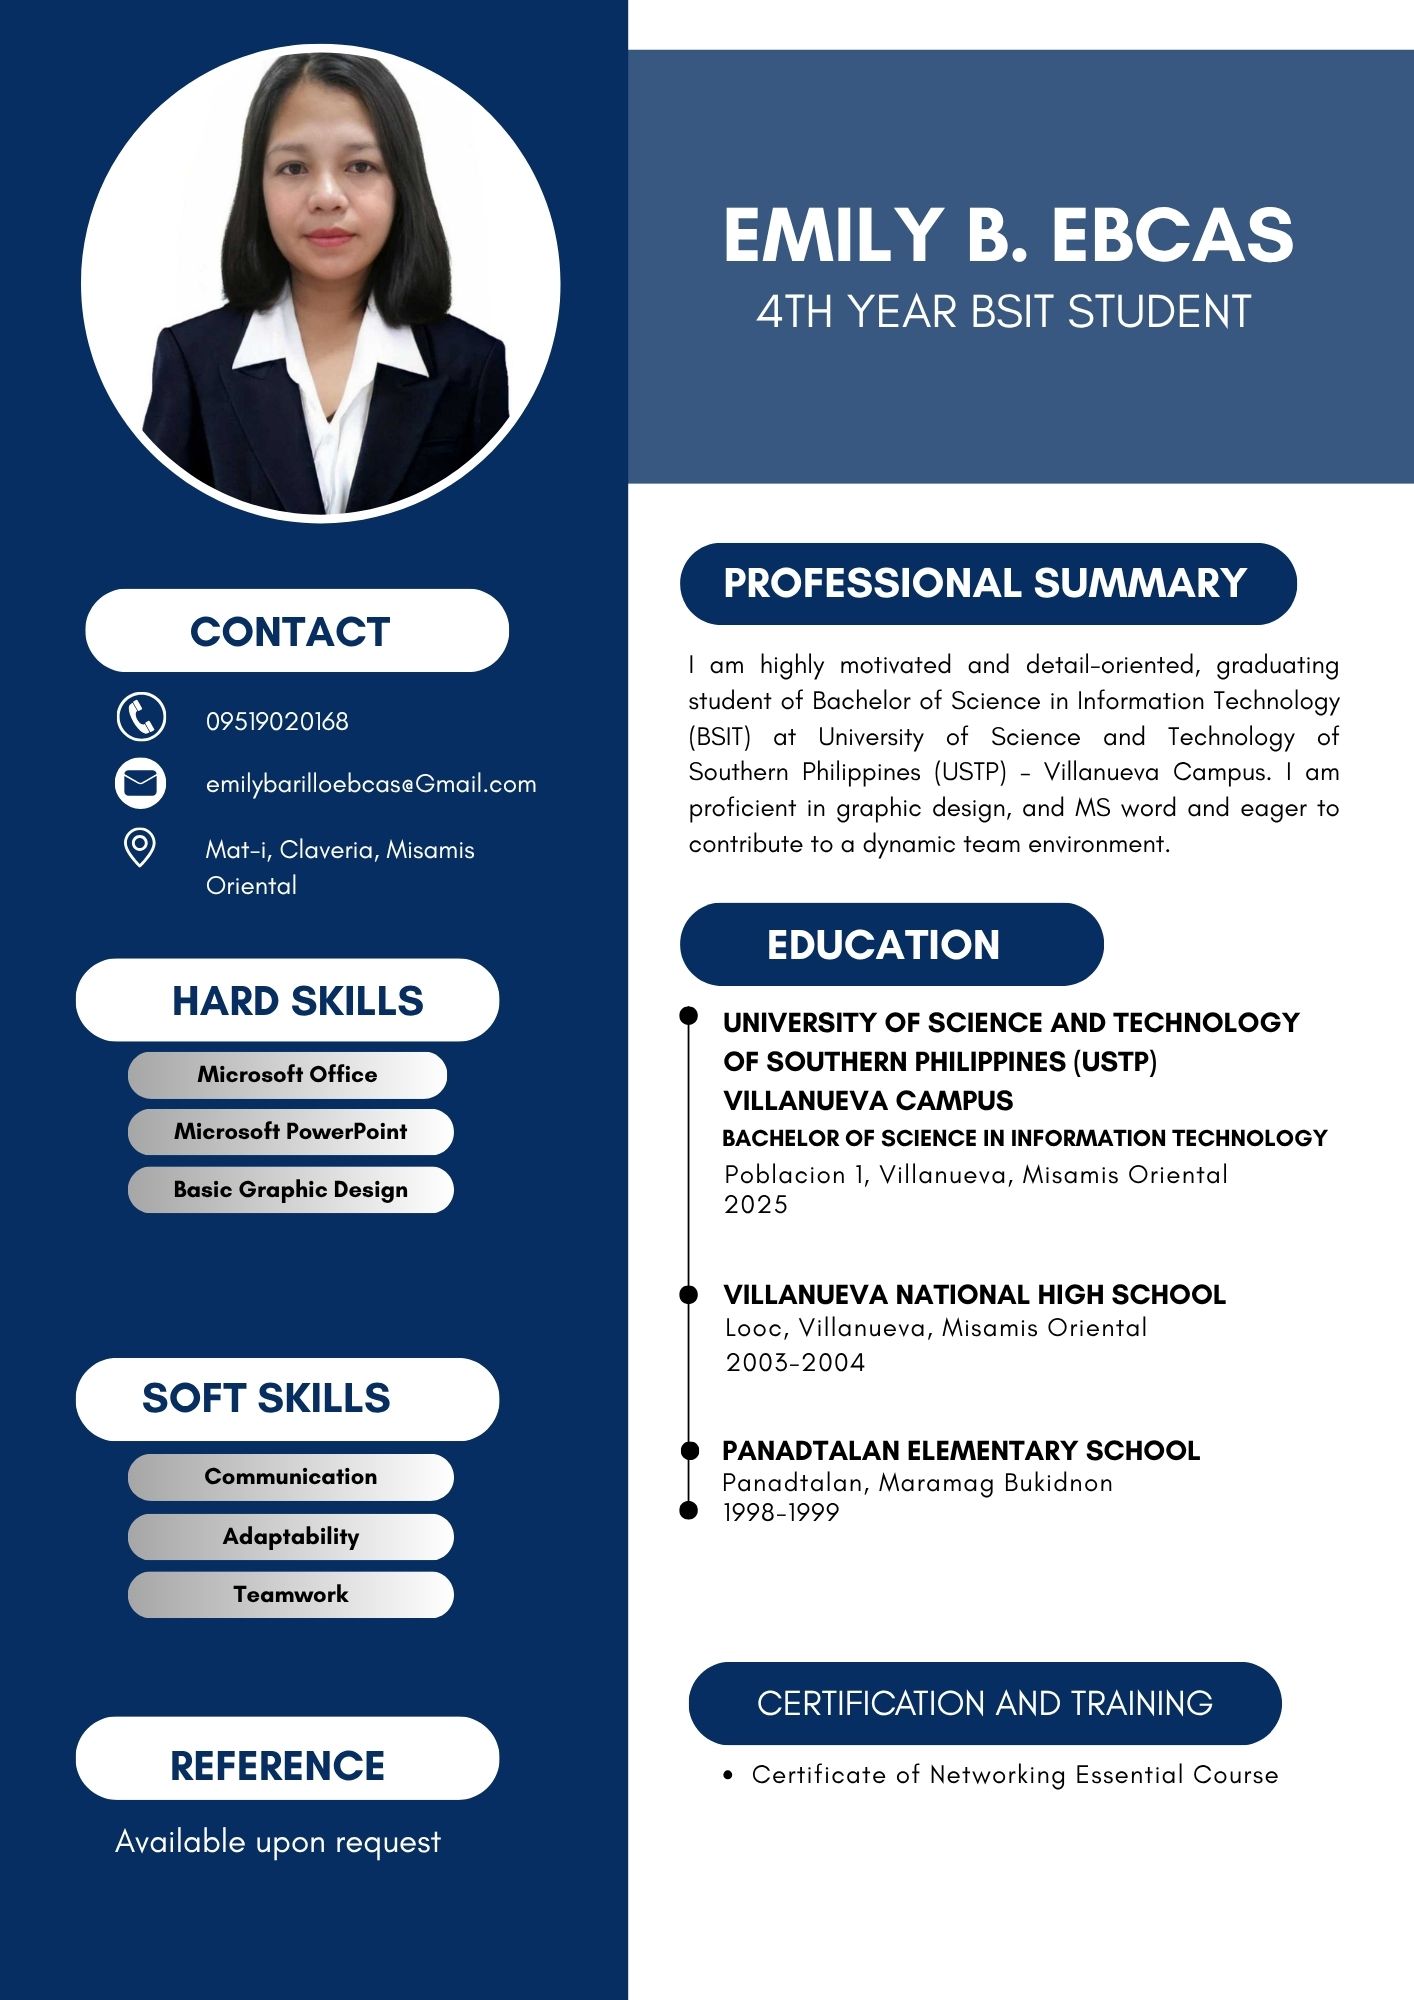 EMILY B. EBCAS
4TH YEAR BSIT STUDENT
CONTACT
09519020168
emilybarilloebcas@Gmail.com
Mat-i, Claveria, Misamis
Oriental
HARD SKILLS
Microsoft Office
Microsoft PowerPoint
Basic Graphic Design
SOFT SKILLS
Communication
Adaptability
Teamwork
REFERENCE
Available upon request
PROFESSIONAL SUMMARY
I am highly motivated and detail-oriented, graduating
student of Bachelor of Science in Information Technology
(BSIT) at University of Science and Technology of
Southern Philippines (USTP) - Villanueva Campus. I am
proficient in graphic design, and MS word and eager to
contribute to a dynamic team environment.
EDUCATION
UNIVERSITY OF SCIENCE AND TECHNOLOGY
OF SOUTHERN PHILIPPINES (USTP)
VILLANUEVA CAMPUS
BACHELOR OF SCIENCE IN INFORMATION TECHNOLOGY
Poblacion 1, Villanueva, Misamis Oriental
2025
VILLANUEVA NATIONAL HIGH SCHOOL
Looc, Villanueva, Misamis Oriental
2003-2004
PANADTALAN ELEMENTARY SCHOOL
Panadtalan, Maramag Bukidnon
1998-1999
CERTIFICATION AND TRAINING
• Certificate of Networking Essential Course